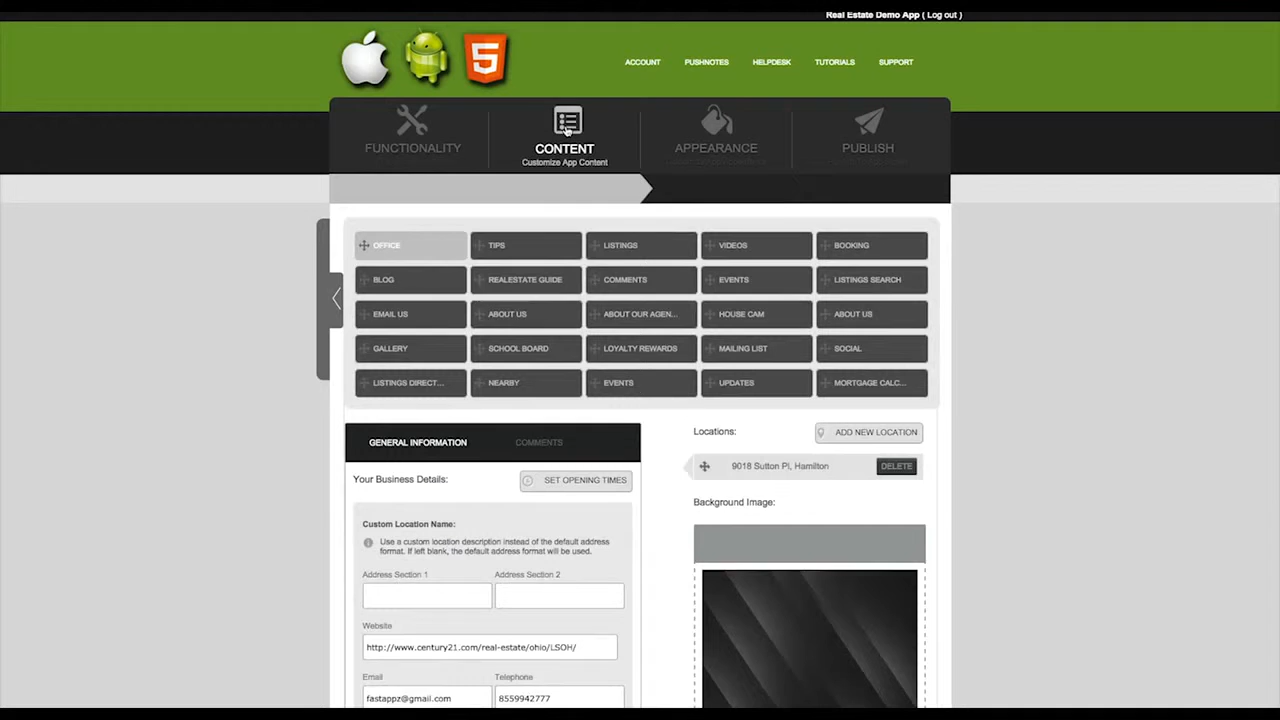 Real Estate Demo App ( Log out )
5
ACCOUNT PUSHNOTES HELPDESK TUTORIALS SUPPORT
FUNCTIONALITY CONTENT APPEARANCE PUBLISH
Customize App Content
OFFICE TIPS LISTINGS VIDEOS BOOKING
BLOG REALESTATE GUIDE COMMENTS EVENTS LISTINGS SEARCH
EMAIL US ABOUT US ABOUT OUR AGEN... HOUSE CAM ABOUT US
GALLERY SCHOOL BOARD LOYALTY REWARDS MAILING LIST SOCIAL
LISTINGS DIRECT... NEARBY EVENTS UPDATES MORTGAGE CALC...
GENERAL INFORMATION COMMENTS
Your Business Details: SET OPENING TIMES
Custom Location Name:
Use a custom location description instead of the default address
format. If left blank, the default address format will be used.
Address Section 1 Address Section 2
Website
http://www.century21.com/real-estate/ohio/LSOH/
Email Telephone
fastappz@gmail.com 8559942777
Locations: ADD NEW LOCATION
9018 Sutton Pl, Hamilton DELETE
Background Image: